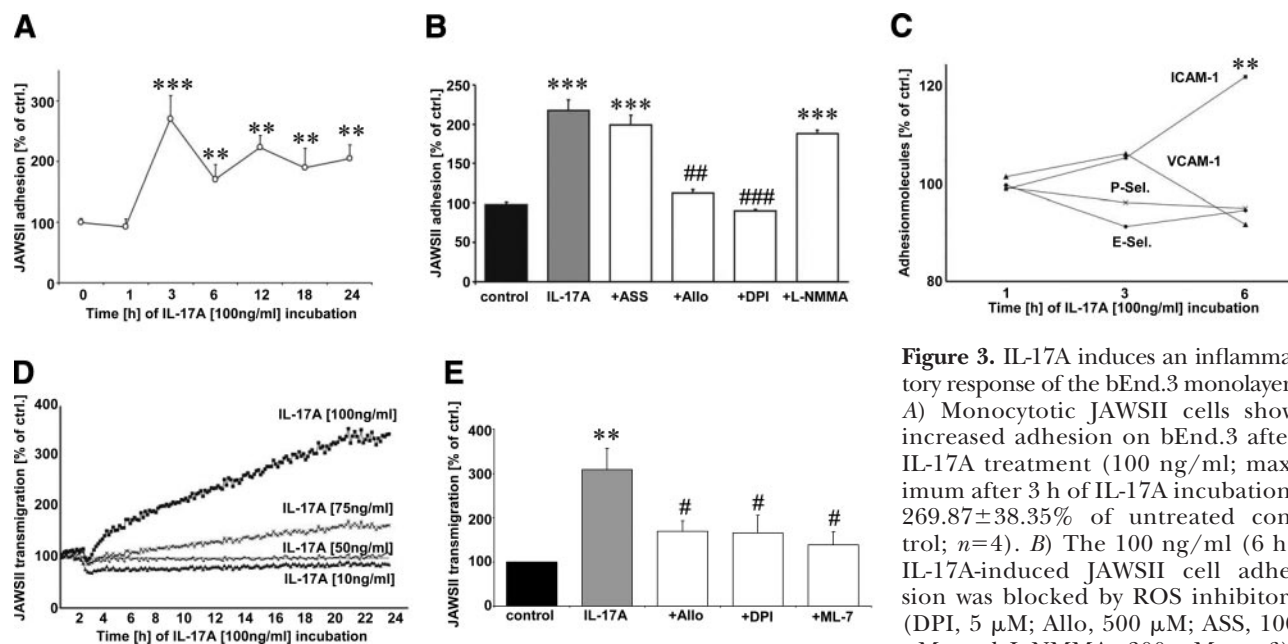 A
JAWSII adhesion [% of ctrl.]
300
200
100
0
***
**
**
**
**
0 1 3 6 12 18 24
Time [h] of IL-17A [100ng/ml] incubation
B
JAWSII adhesion [% of ctrl.]
250
200
150
100
50
0
***
***
##
###
***
control IL-17A +ASS +Allo +DPI +L-NMMA
C
Adhesionmolecules [% of ctrl.]
120
100
80
**
ICAM-1
VCAM-1
P-Sel.
E-Sel.
1 3 6
Time [h] of IL-17A [100ng/ml] incubation
D
JAWSII transmigration [% of ctrl.]
400
300
200
100
0
IL-17A [100ng/ml]
IL-17A [75ng/ml]
IL-17A [50ng/ml]
IL-17A [10ng/ml]
2 4 6 8 10 12 14 16 18 20 22 24
Time [h] of IL-17A [100ng/ml] incubation
E
JAWSII transmigration [% of ctrl.]
400
300
200
100
0
**
#
#
#
control IL-17A +Allo +DPI +ML-7
Figure 3. IL-17A induces an inflamma-
tory response of the bEnd.3 monolayer
A) Monocytotic JAWSII cells show
increased adhesion on bEnd.3 afte
IL-17A treatment (100 ng/ml; max
imum after 3 h of IL-17A incubation
269.87±38.35% of untreated con
trol; n=4). B) The 100 ng/ml (6 h
IL-17A-induced JAWSII cell adhe
sion was blocked by ROS inhibitor
(DPI, 5 μM; Allo, 500 μM; ASS, 100